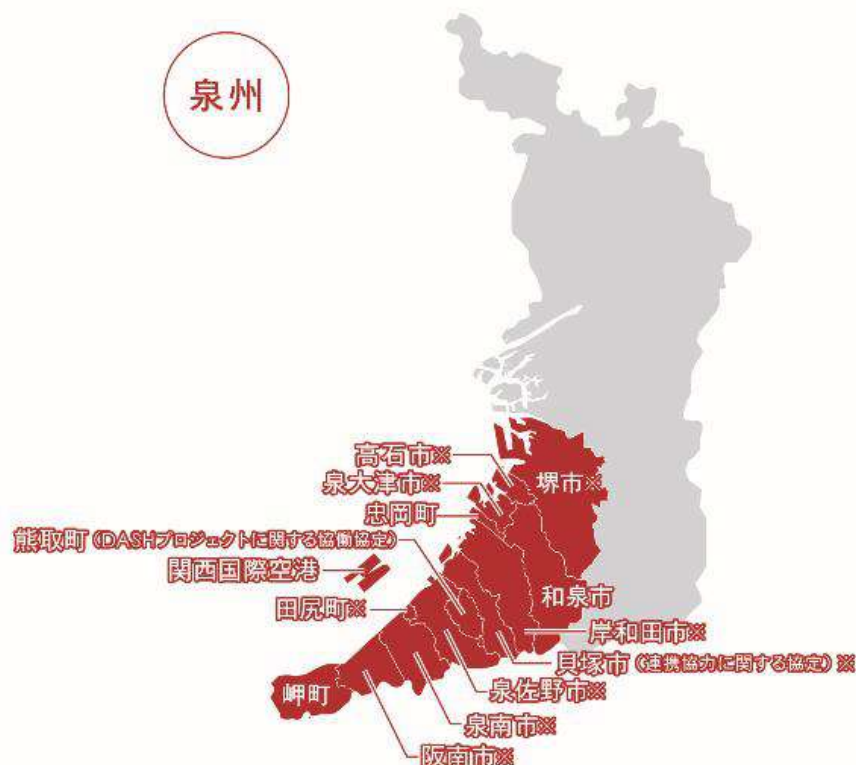 泉州
高石市※
泉大津市※
堺市※
忠岡町
熊取町(DASHプロジェクトに関する協働協定)
関西国際空港
田尻町※
和泉市
岸和田市※
貝塚市(連携協力に関する協定)※
岬町
泉佐野市※
泉南市※
阪南市※